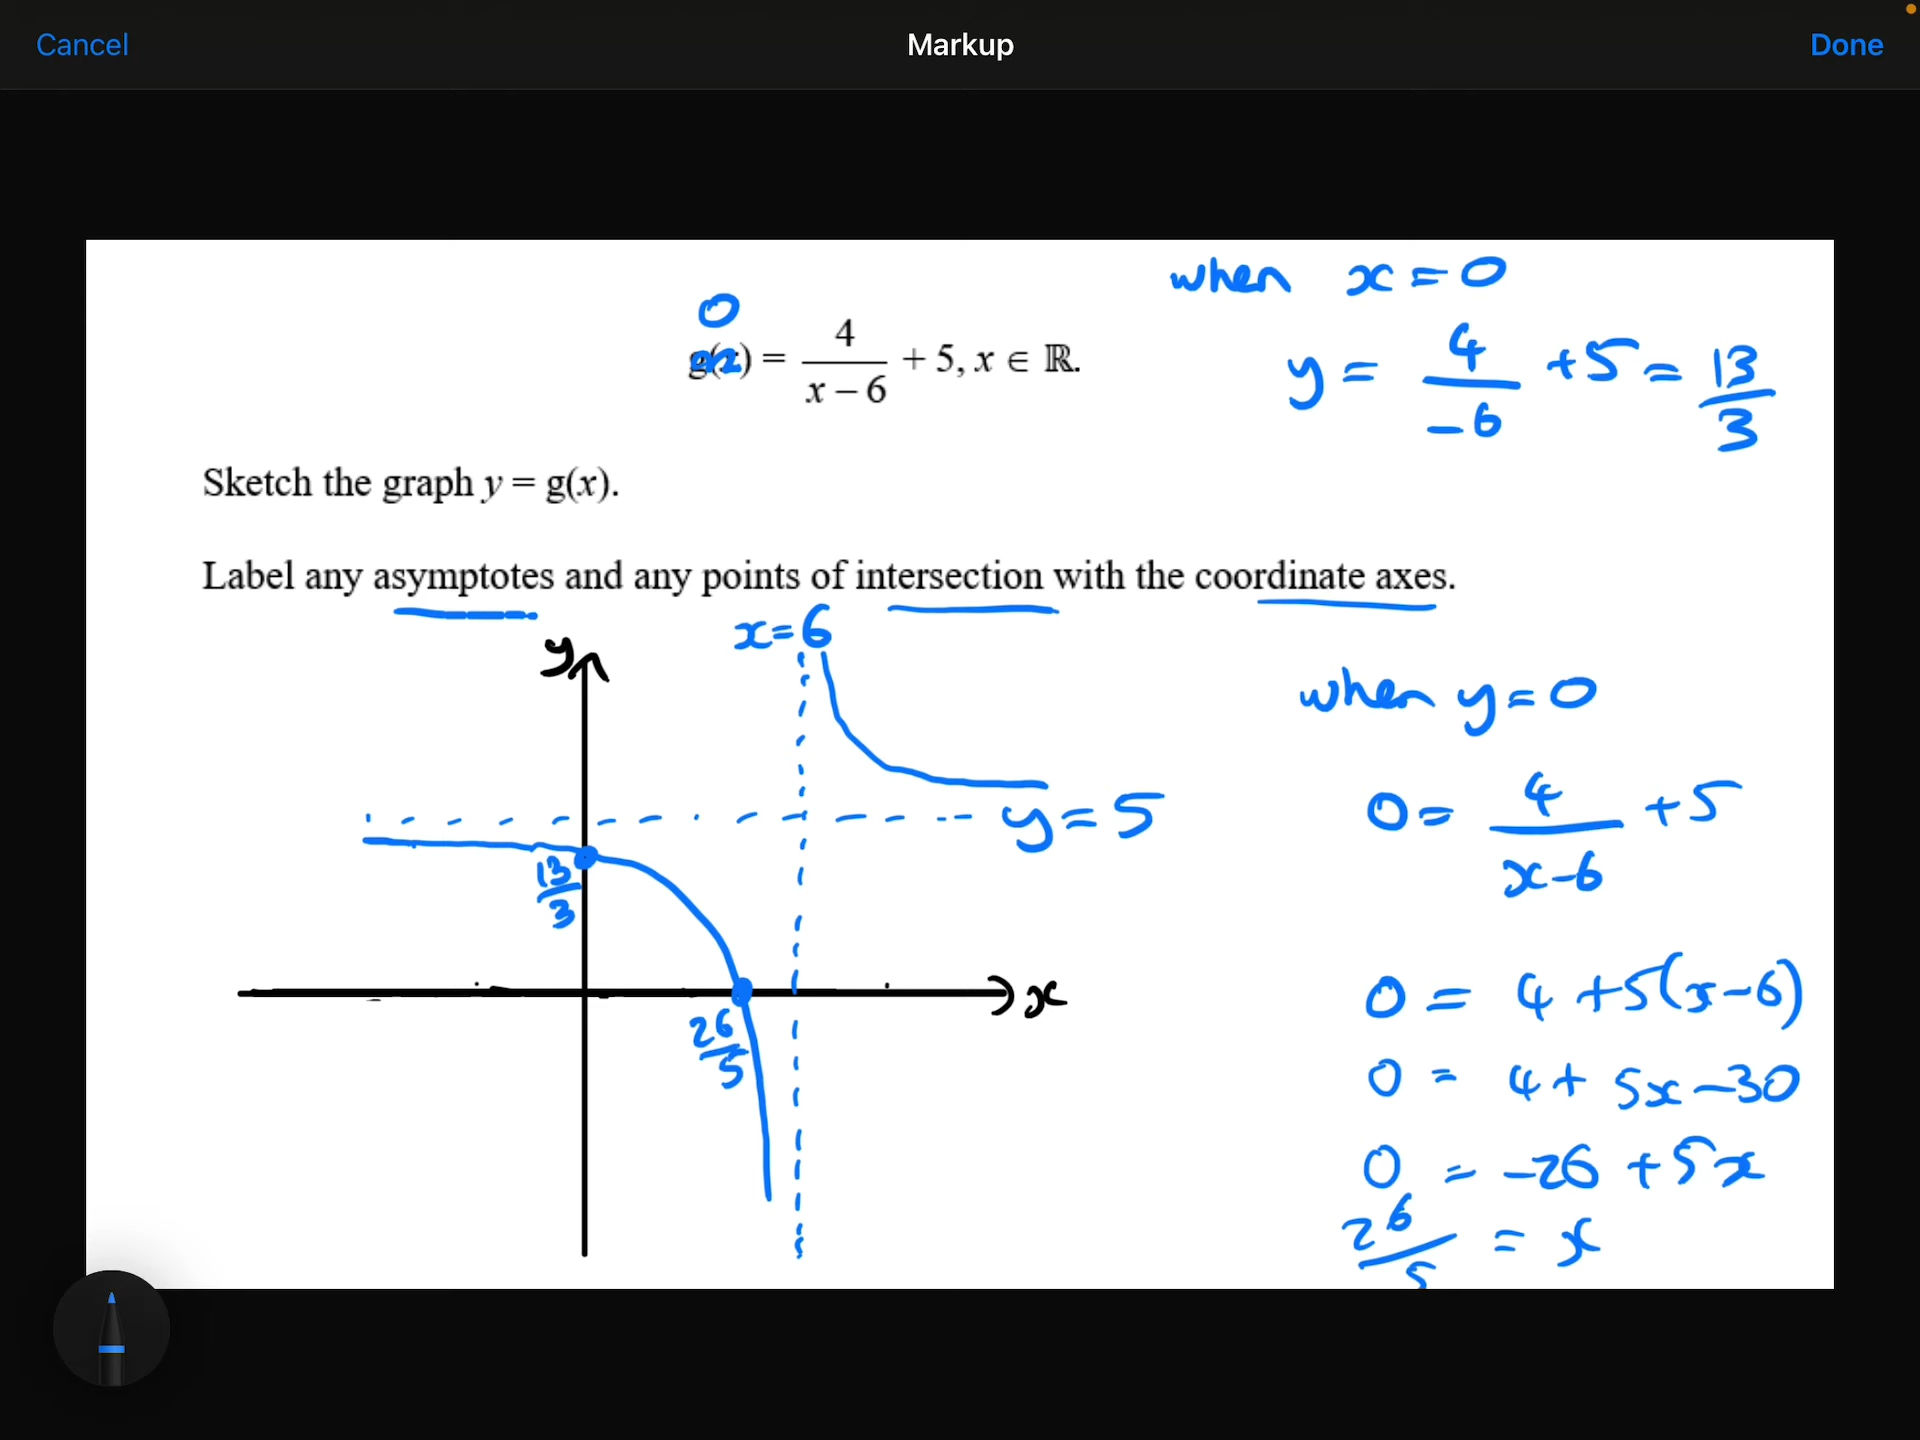 Cancel
Markup
Done
0
g(x) = 4/(x – 6) + 5, x ∈ ℝ.
when x = 0
y = 4/-6 + 5 = 13/3
Sketch the graph y = g(x).
Label any asymptotes and any points of intersection with the coordinate axes.
x=6
y
y = 5
13/3
x
26/5
when y = 0
0 = 4/(x-6) + 5
0 = 4 + 5(x-6)
0 = 4 + 5x - 30
0 = -26 + 5x
26/5 = x